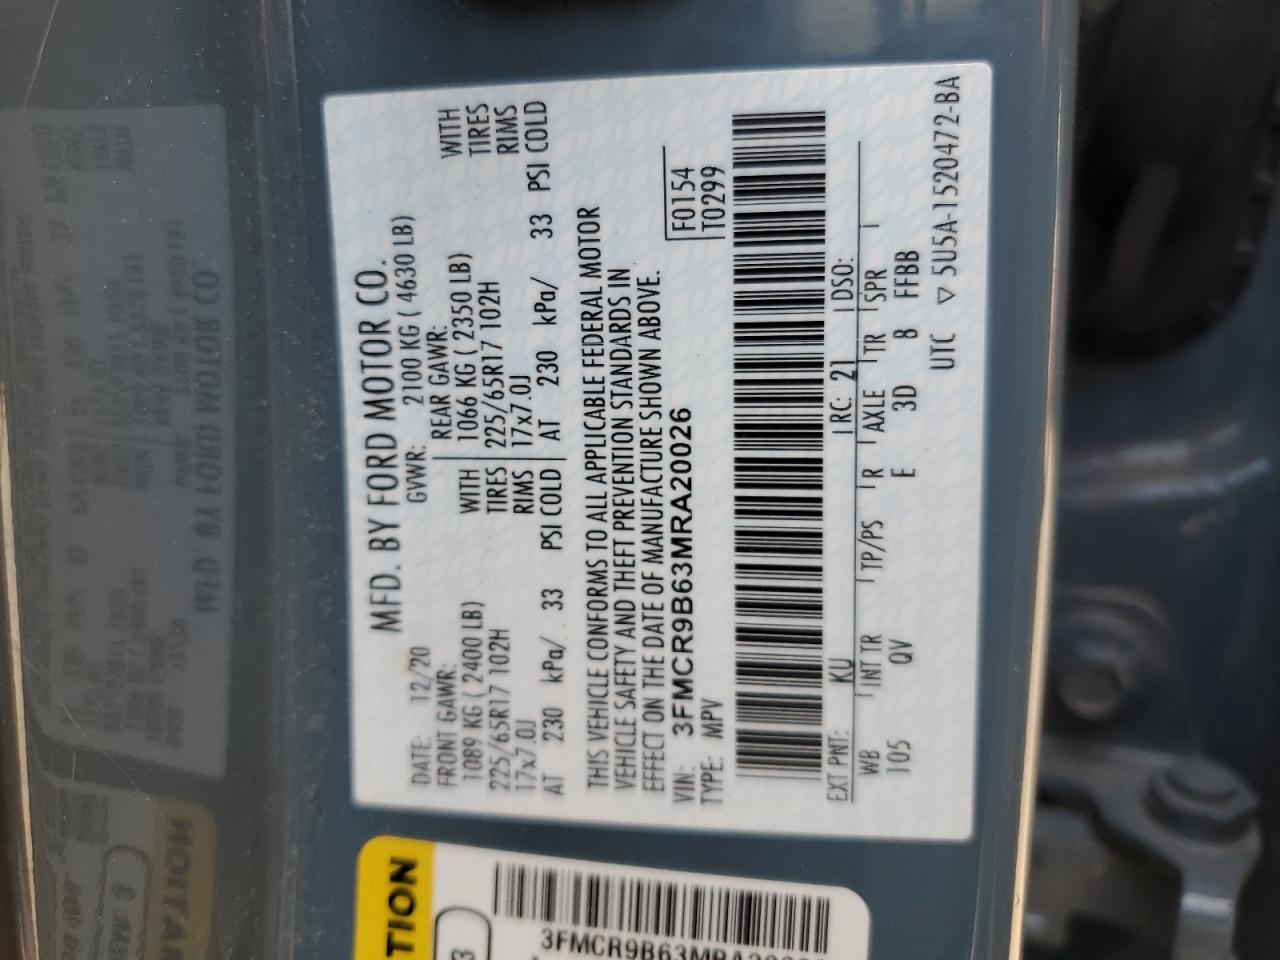 MFD. BY FORD MOTOR CO.
DATE: 12/20 GVWR: 2100 KG ( 4630 LB)
FRONT GAWR: REAR GAWR:
1089 KG ( 2400 LB) WITH 1066 KG ( 2350 LB) WITH
225/65R17 102H TIRES 225/65R17 102H TIRES
17x7.0J RIMS 17x7.0J RIMS
AT 230 kPa/ 33 PSI COLD AT 230 kPa/ 33 PSI COLD
THIS VEHICLE CONFORMS TO ALL APPLICABLE FEDERAL MOTOR
VEHICLE SAFETY AND THEFT PREVENTION STANDARDS IN
EFFECT ON THE DATE OF MANUFACTURE SHOWN ABOVE.
VIN: 3FMCR9B63MRA20026 F0154
TYPE: MPV T0299
EXT PNT: KU RC: 21 DSO:
WB INT TR TP/PS R AXLE TR SPR
105 QV E 3D 8 FFBB
UTC ▽ 5U5A-1520472-BA
TION
3